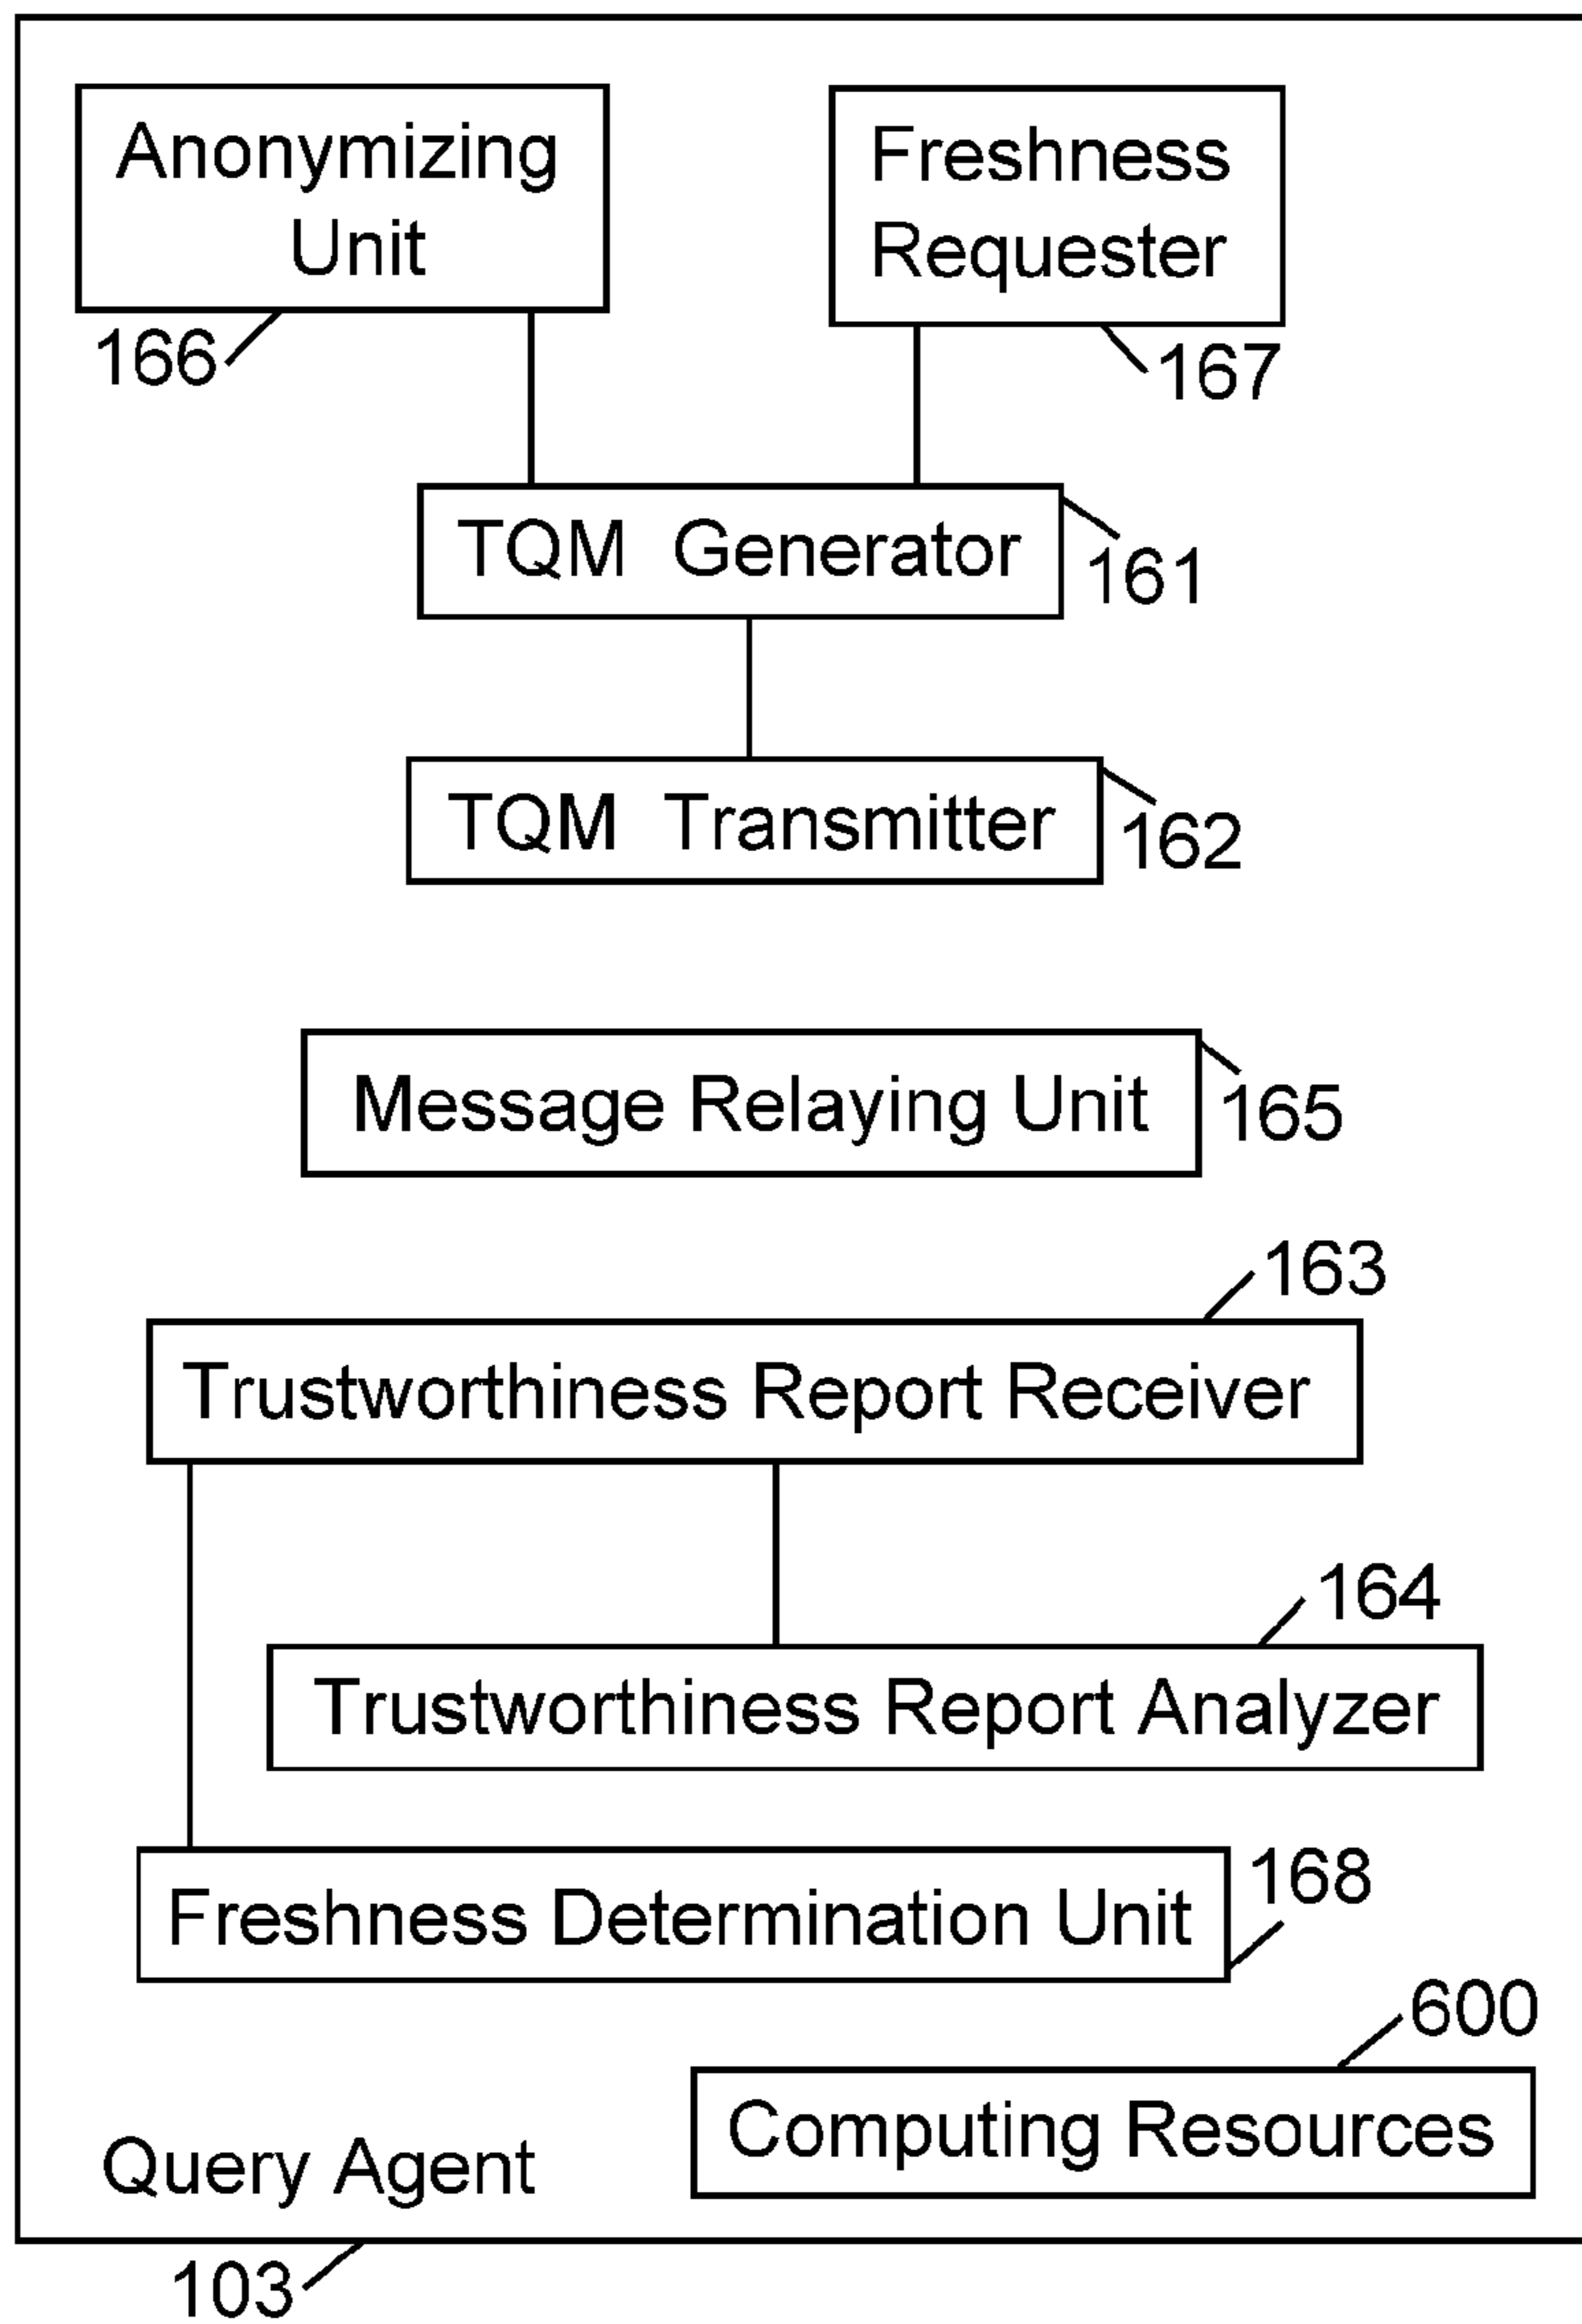 Anonymizing
Unit
166
Freshness
Requester
167
TQM Generator
161
TQM Transmitter
162
Message Relaying Unit
165
163
Trustworthiness Report Receiver
164
Trustworthiness Report Analyzer
168
Freshness Determination Unit
600
Computing Resources
Query Agent
103